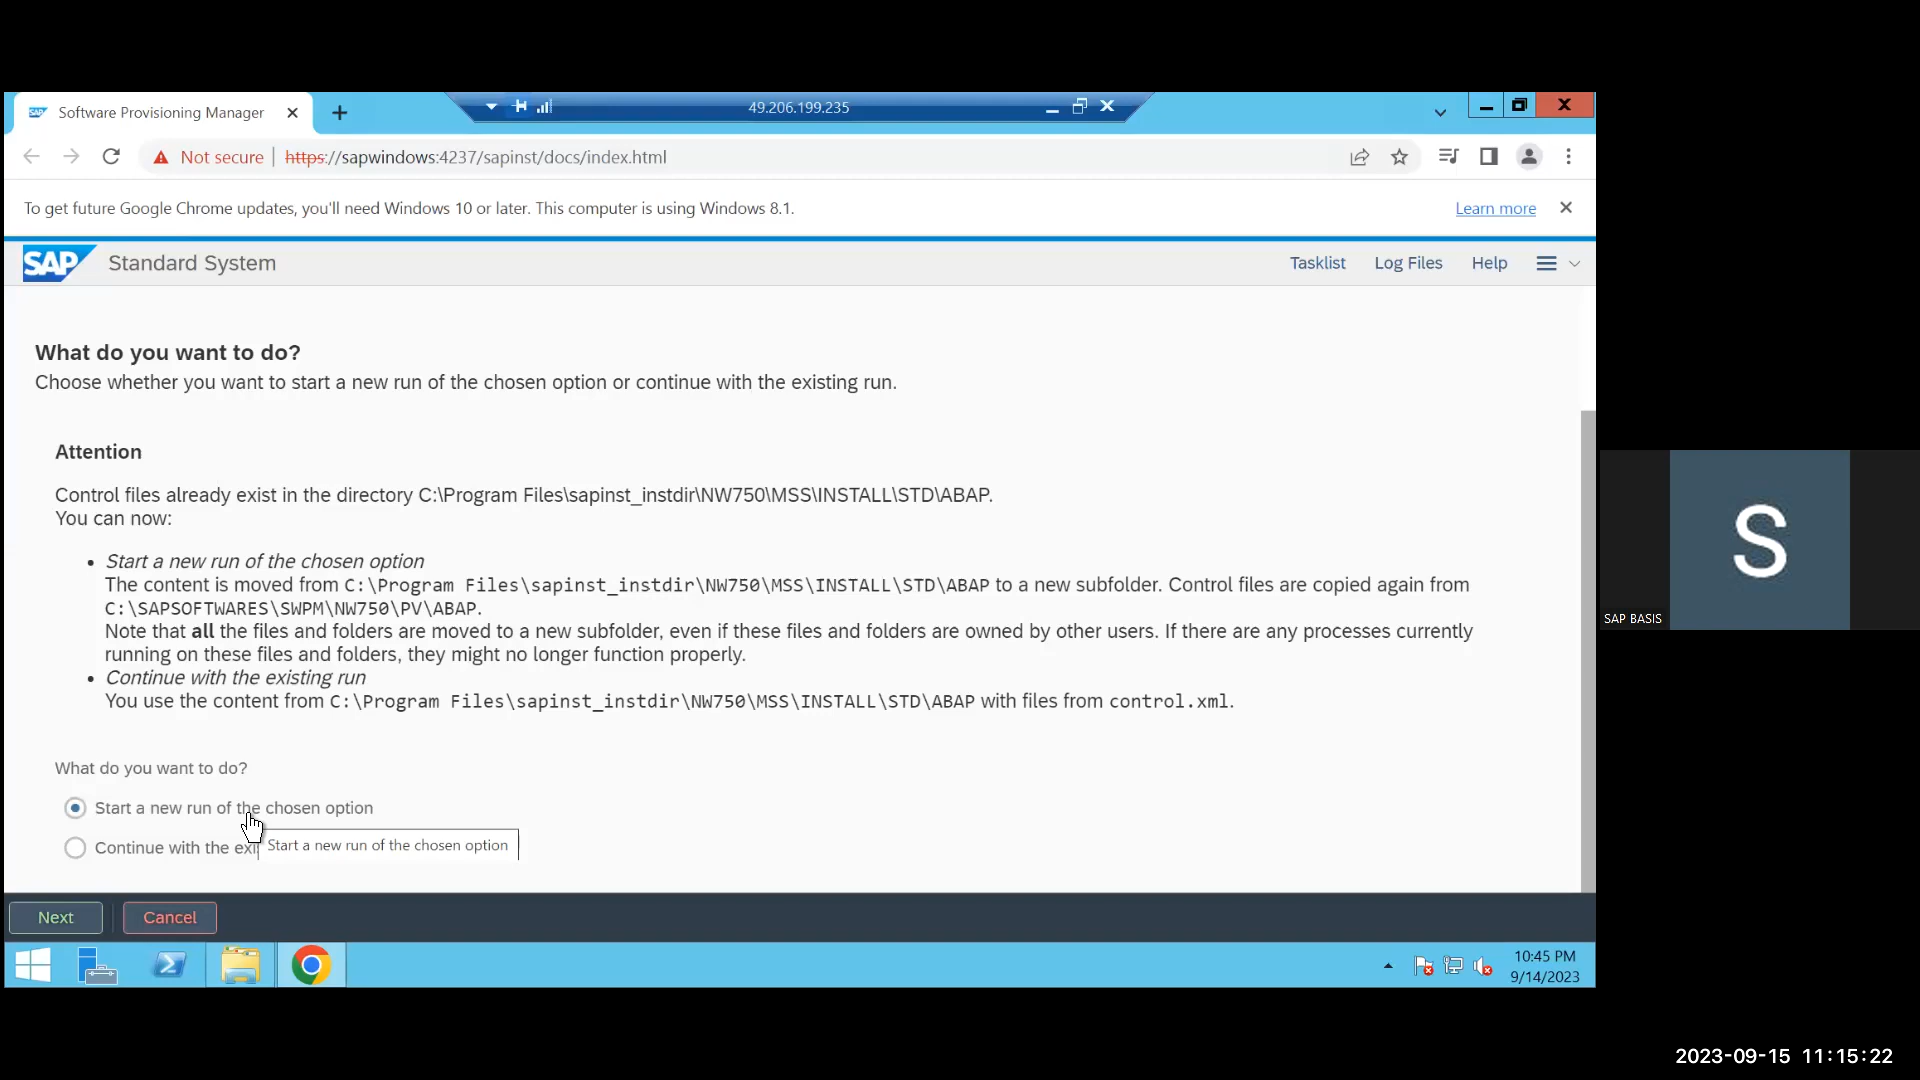 Software Provisioning Manager
49.206.199.235
Not secure
https://sapwindows:4237/sapinst/docs/index.html
To get future Google Chrome updates, you'll need Windows 10 or later. This computer is using Windows 8.1.
Learn more
SAP
Standard System
Tasklist
Log Files
Help
What do you want to do?
Choose whether you want to start a new run of the chosen option or continue with the existing run.
Attention
Control files already exist in the directory C:\Program Files\sapinst_instdir\NW750\MSS\INSTALL\STD\ABAP.
You can now:
• Start a new run of the chosen option
The content is moved from C:\Program Files\sapinst_instdir\NW750\MSS\INSTALL\STD\ABAP to a new subfolder. Control files are copied again from
C:\SAPSOFTWARES\SWPM\NW750\PV\ABAP.
Note that all the files and folders are moved to a new subfolder, even if these files and folders are owned by other users. If there are any processes currently
running on these files and folders, they might no longer function properly.
• Continue with the existing run
You use the content from C:\Program Files\sapinst_instdir\NW750\MSS\INSTALL\STD\ABAP with files from control.xml.
What do you want to do?
Start a new run of the chosen option
Continue with the exi
Start a new run of the chosen option
Next
Cancel
10:45 PM
9/14/2023
S
SAP BASIS
2023-09-15 11:15:22